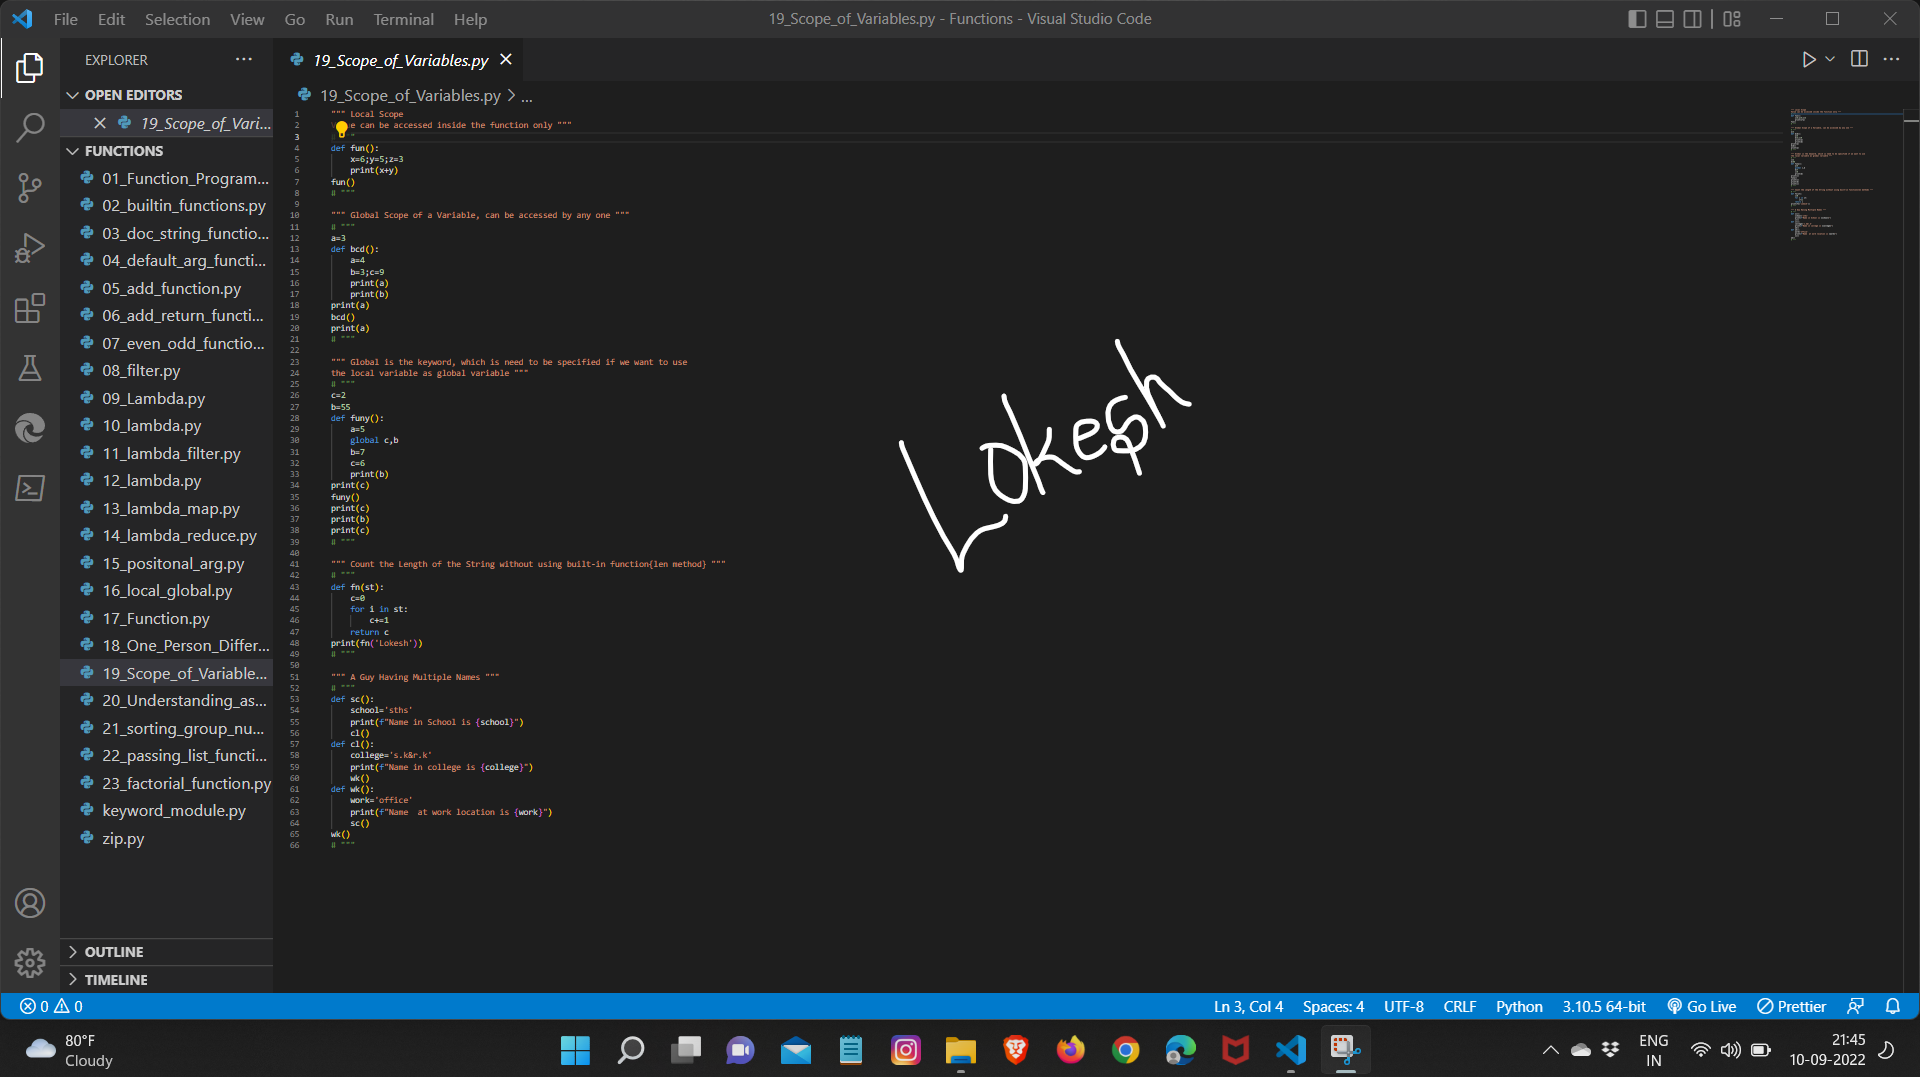 File Edit Selection View Go Run Terminal Help
19_Scope_of_Variables.py - Functions - Visual Studio Code
EXPLORER
OPEN EDITORS
19_Scope_of_Vari...
FUNCTIONS
01_Function_Program...
02_builtin_functions.py
03_doc_string_functio...
04_default_arg_functi...
05_add_function.py
06_add_return_functi...
07_even_odd_functio...
08_filter.py
09_Lambda.py
10_lambda.py
11_lambda_filter.py
12_lambda.py
13_lambda_map.py
14_lambda_reduce.py
15_positonal_arg.py
16_local_global.py
17_Function.py
18_One_Person_Differ...
19_Scope_of_Variable...
20_Understanding_as...
21_sorting_group_nu...
22_passing_list_functi...
23_factorial_function.py
keyword_module.py
zip.py
OUTLINE
TIMELINE
19_Scope_of_Variables.py
19_Scope_of_Variables.py > ...
1 """ Local Scope
2 e can be accessed inside the function only """
3
4 def fun():
5 x=6;y=5;z=3
6 print(x+y)
7 fun()
8 # """
9
10 """ Global Scope of a Variable, can be accessed by any one """
11 # """
12 a=3
13 def bcd():
14 a=4
15 b=3;c=9
16 print(a)
17 print(b)
18 print(a)
19 bcd()
20 print(a)
21 # """
22
23 """ Global is the keyword, which is need to be specified if we want to use
24 the local variable as global variable """
25 # """
26 c=2
27 b=55
28 def funy():
29 a=5
30 global c,b
31 b=7
32 c=6
33 print(b)
34 print(c)
35 funy()
36 print(c)
37 print(b)
38 print(c)
39 # """
40
41 """ Count the Length of the String without using built-in function{len method} """
42 # """
43 def fn(st):
44 c=0
45 for i in st:
46 c+=1
47 return c
48 print(fn('Lokesh'))
49 # """
50
51 """ A Guy Having Multiple Names """
52 # """
53 def sc():
54 school='sths'
55 print(f"Name in School is {school}")
56 cl()
57 def cl():
58 college='s.k&r.k'
59 print(f"Name in college is {college}")
60 wk()
61 def wk():
62 work='office'
63 print(f"Name  at work location is {work}")
64 sc()
65 wk()
66 # """
Lokesh
0 0
Ln 3, Col 4 Spaces: 4 UTF-8 CRLF Python 3.10.5 64-bit Go Live Prettier
80°F
Cloudy
ENG
IN
21:45
10-09-2022